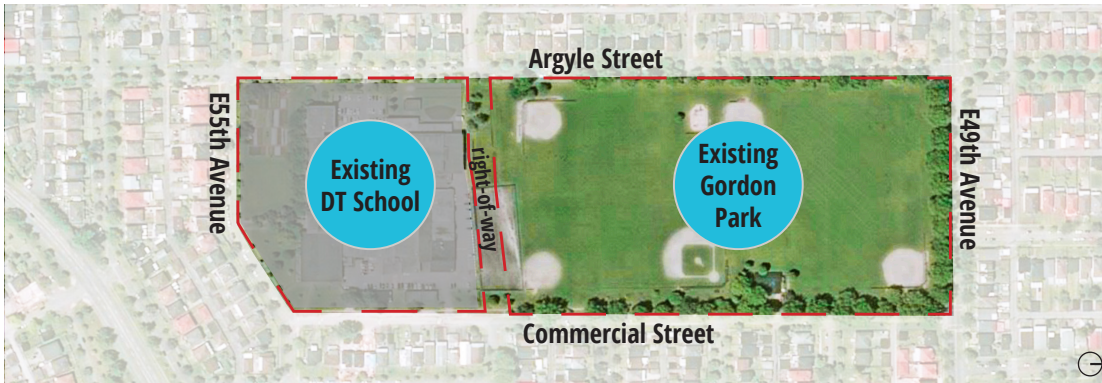 Argyle Street
E55th Avenue
Existing
DT School
right-of-way
Existing
Gordon
Park
E49th Avenue
Commercial Street